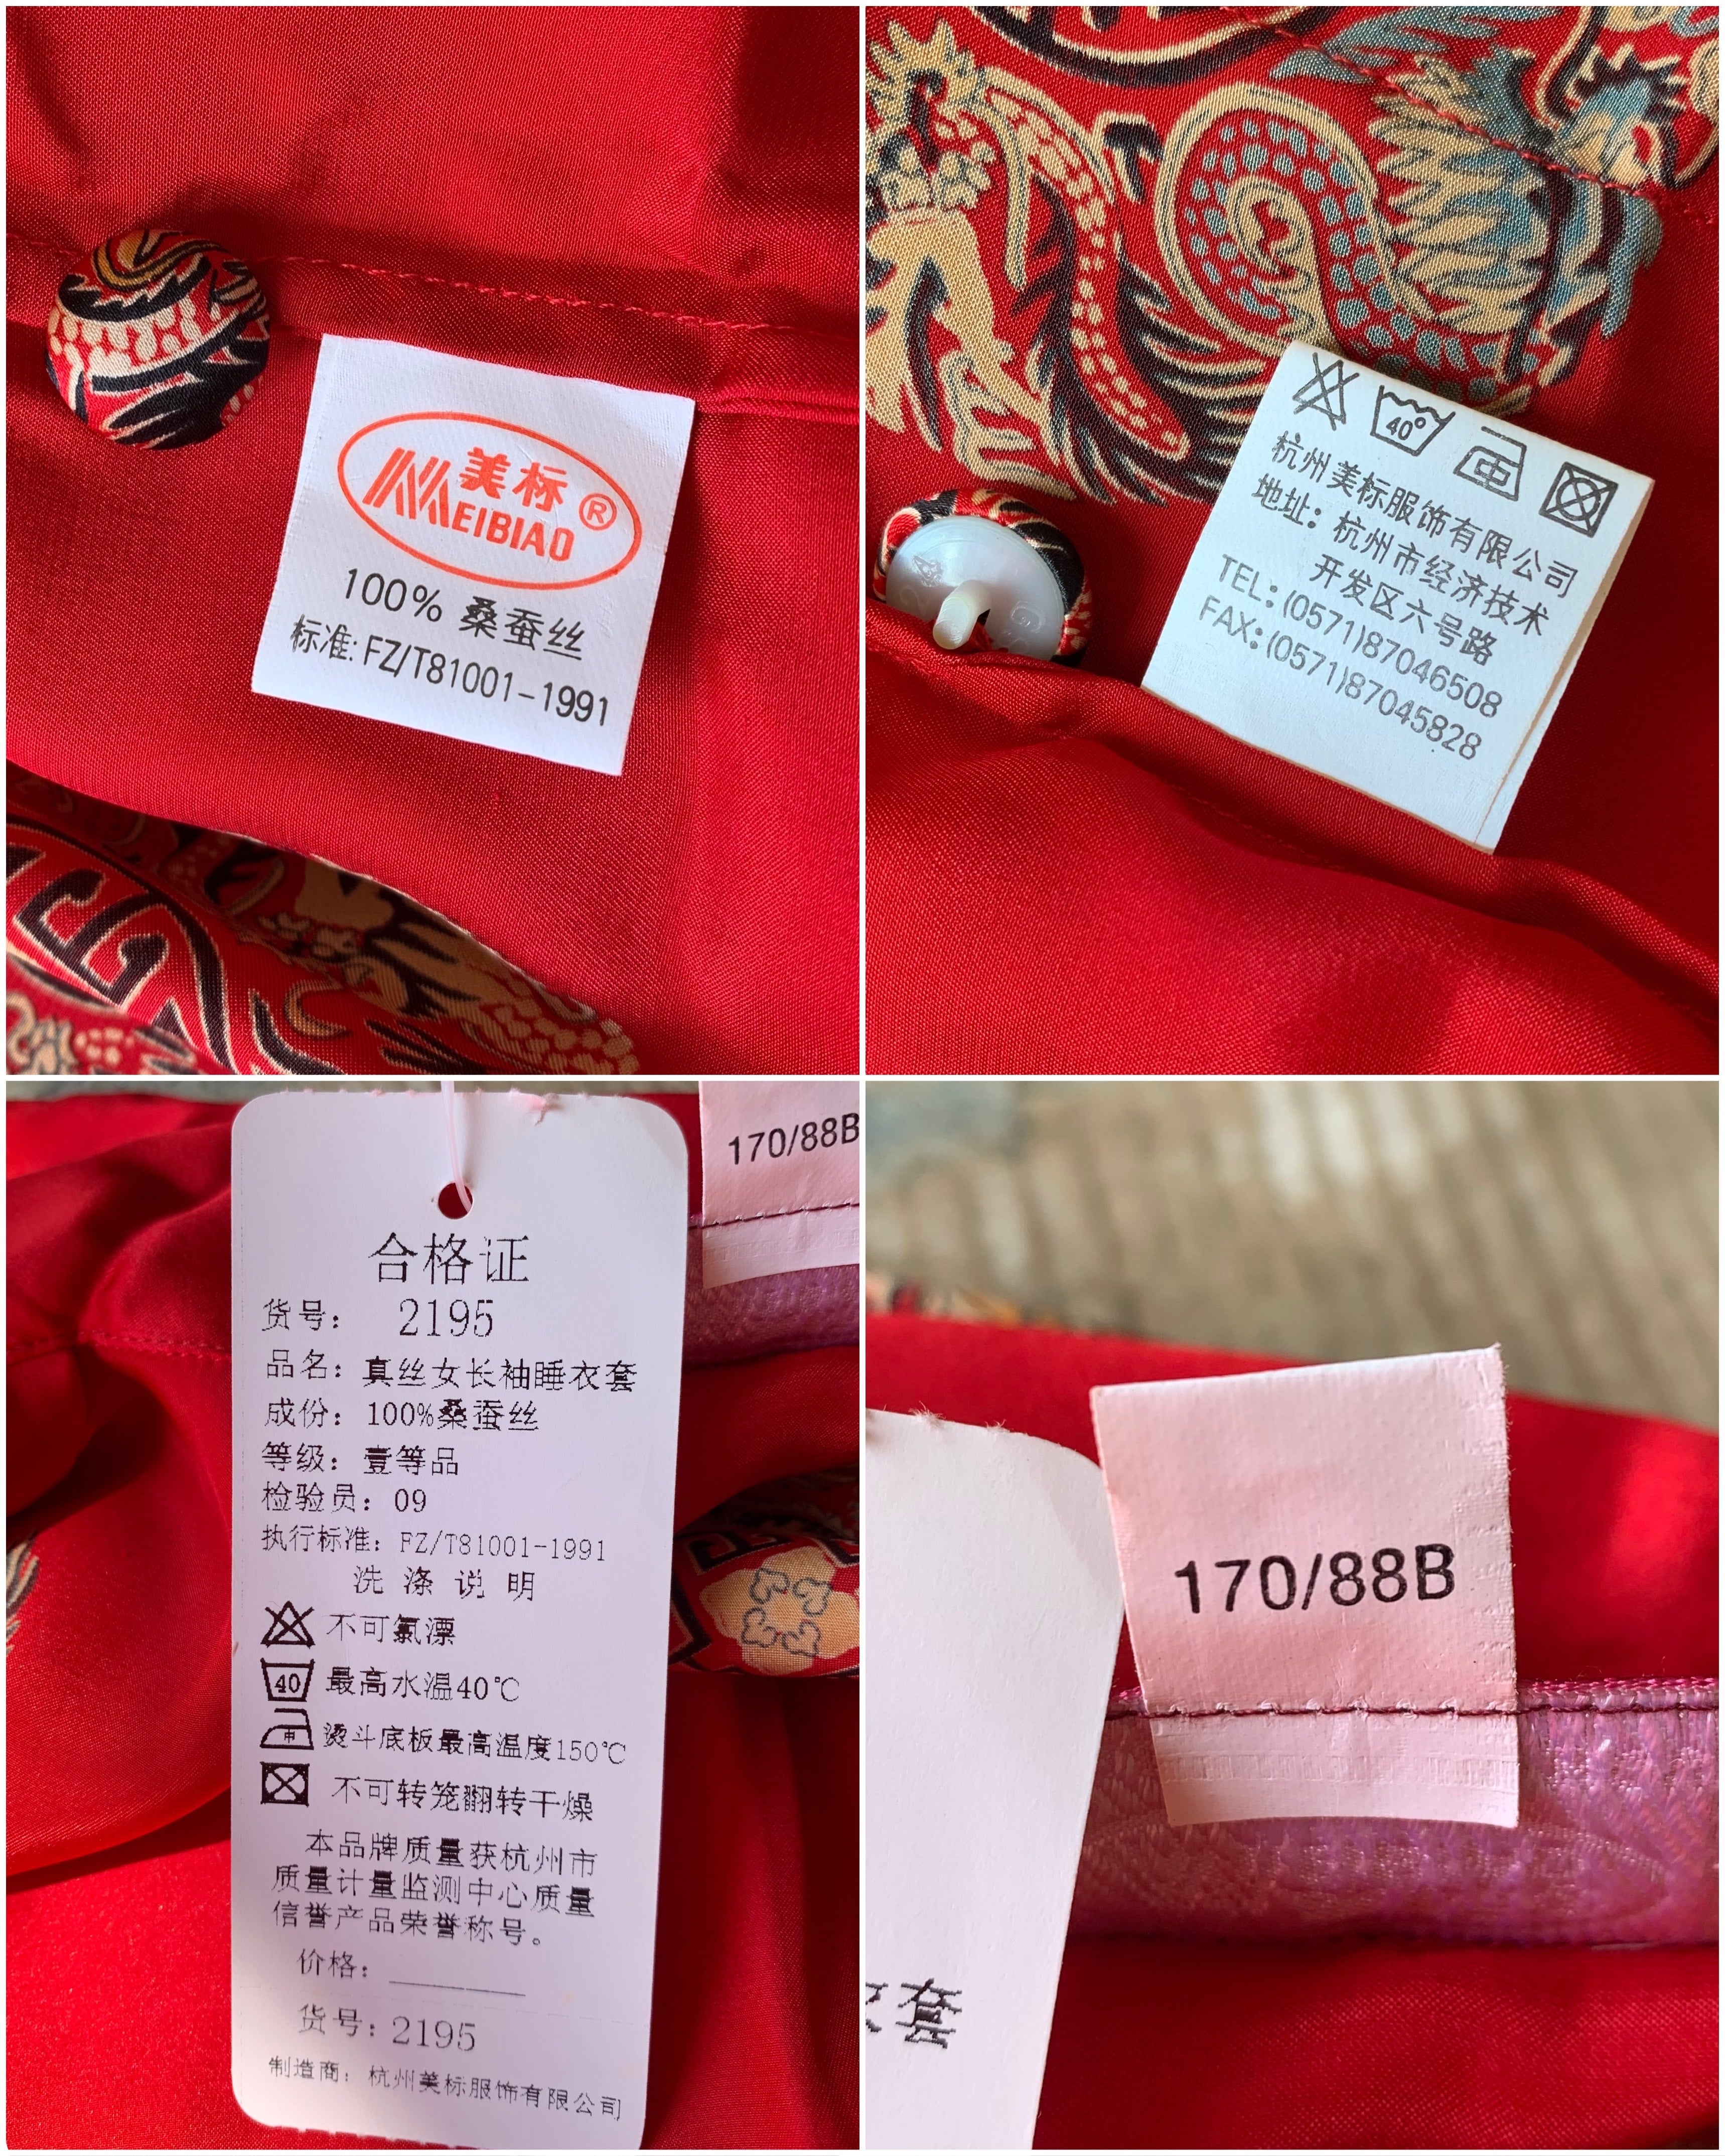 美标®
MEIBIAO
100% 桑蚕丝
标准: FZ/T81001-1991
40°
中
杭州美标服饰有限公司
地址: 杭州市经济技术
开发区六号路
TEL: (0571)87046508
FAX: (0571)87045828
170/88B
合格证
货号: 2195
品名: 真丝女长袖睡衣套
成份: 100%桑蚕丝
等级: 壹等品
检验员: 09
执行标准: FZ/T81001-1991
洗 涤 说 明
不可氯漂
40 最高水温40℃
中 烫斗底板最高温度150℃
不可转笼翻转干燥
本品牌质量获杭州市
质量计量监测中心质量
信誉产品荣誉称号。
价格: ______
货号: 2195
制造商: 杭州美标服饰有限公司
170/88B
衣套